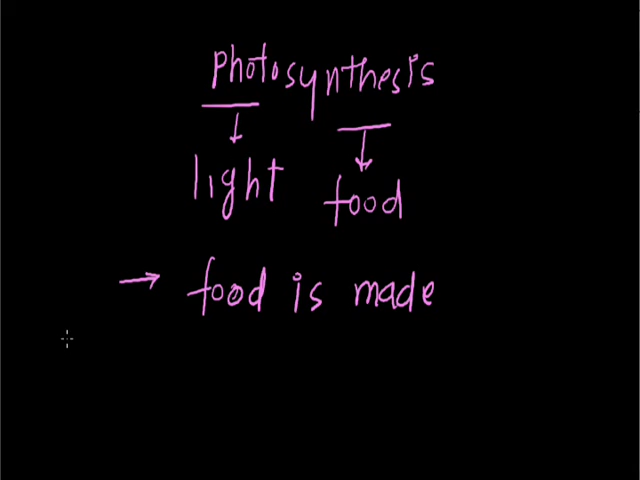 photosynthesis
light food
→ food is made